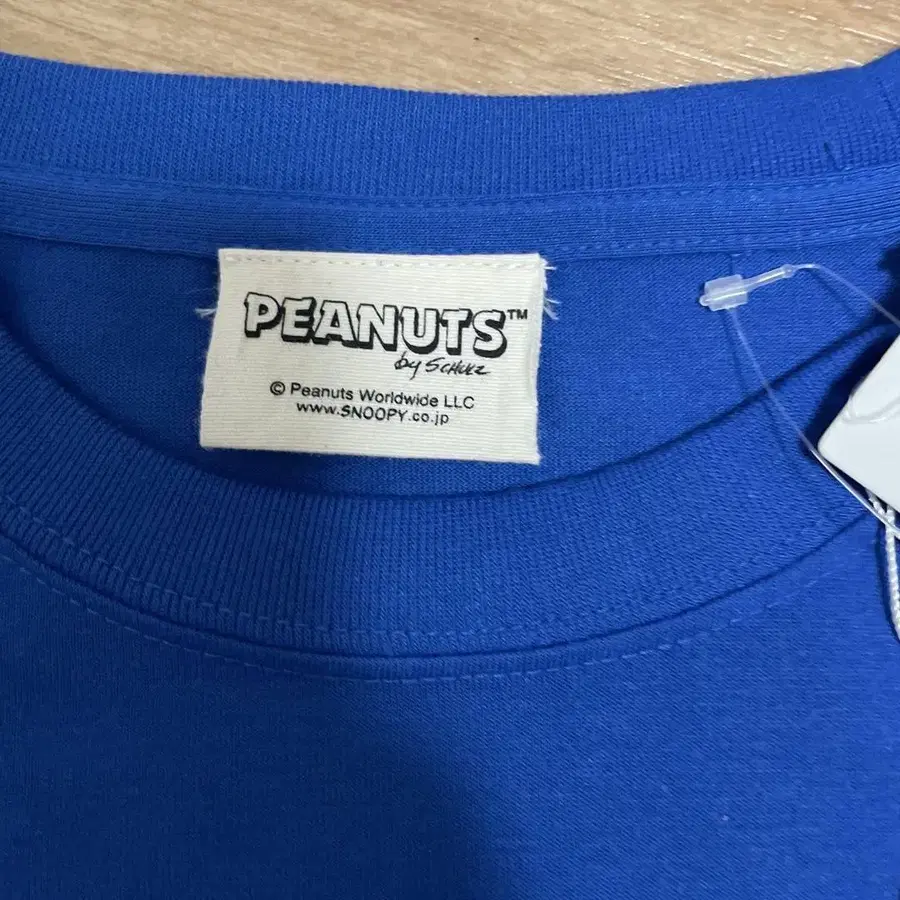 PEANUTS™
by SCHULZ
© Peanuts Worldwide LLC
www.SNOOPY.co.jp